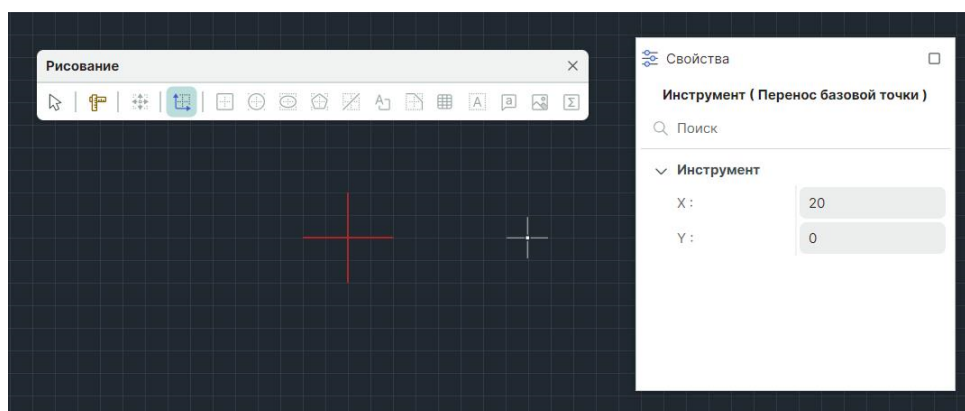 Рисование
A
A
a
Σ
Свойства
Инструмент ( Перенос базовой точки )
Поиск
Инструмент
X :
20
Y :
0